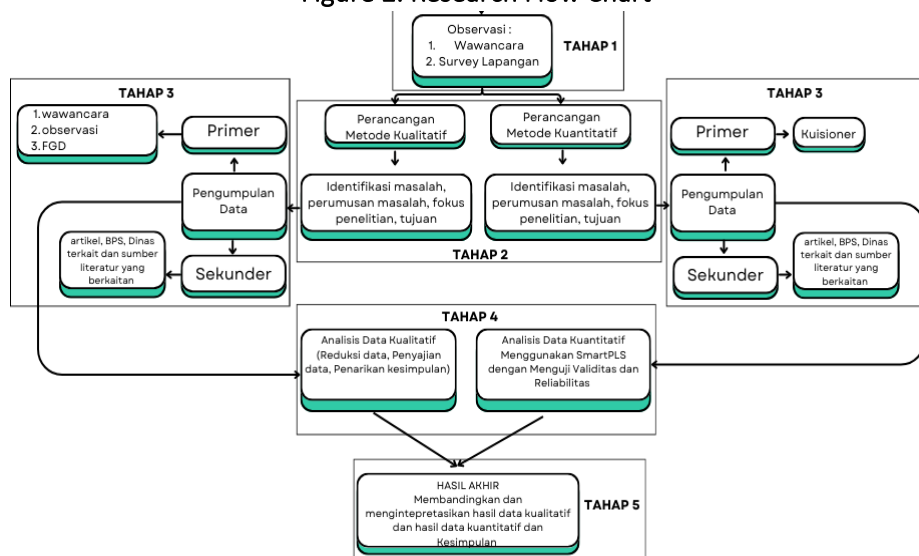 Figure 2. Research Flow Chart
Observasi :
1. Wawancara
2. Survey Lapangan
TAHAP 1
TAHAP 3
1.wawancara
2.observasi
3.FGD
Primer
Pengumpulan
Data
artikel, BPS, Dinas
terkait dan sumber
literatur yang
berkaitan
Sekunder
Perancangan
Metode Kualitatif
Perancangan
Metode Kuantitatif
Identifikasi masalah,
perumusan masalah, fokus
penelitian, tujuan
Identifikasi masalah,
perumusan masalah, fokus
penelitian, tujuan
TAHAP 2
TAHAP 3
Primer
Kuisioner
Pengumpulan
Data
Sekunder
artikel, BPS, Dinas
terkait dan sumber
literatur yang
berkaitan
TAHAP 4
Analisis Data Kualitatif
(Reduksi data, Penyajian
data, Penarikan kesimpulan)
Analisis Data Kuantitatif
Menggunakan SmartPLS
dengan Menguji Validitas dan
Reliabilitas
HASIL AKHIR
Membandingkan dan
mengintepretasikan hasil data kualitatif
dan hasil data kuantitatif dan
Kesimpulan
TAHAP 5